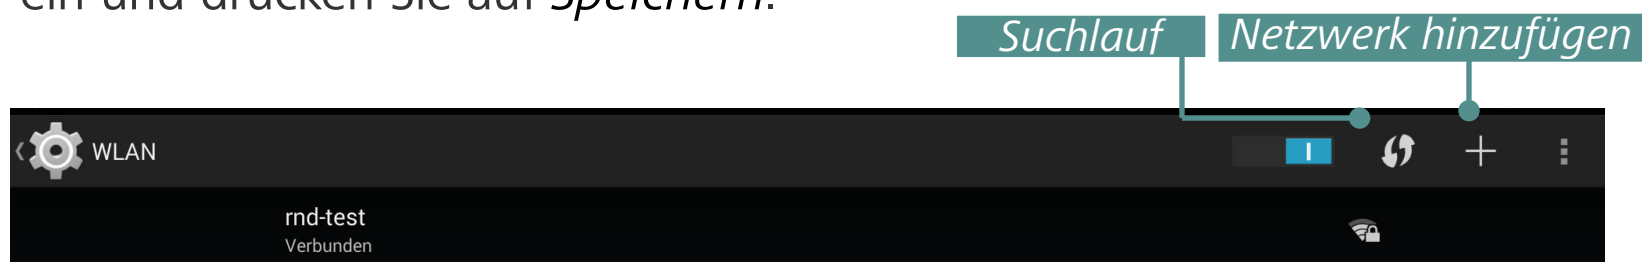 ein und drücken Sie auf Speichern.
Suchlauf
Netzwerk hinzufügen
WLAN
rnd-test
Verbunden